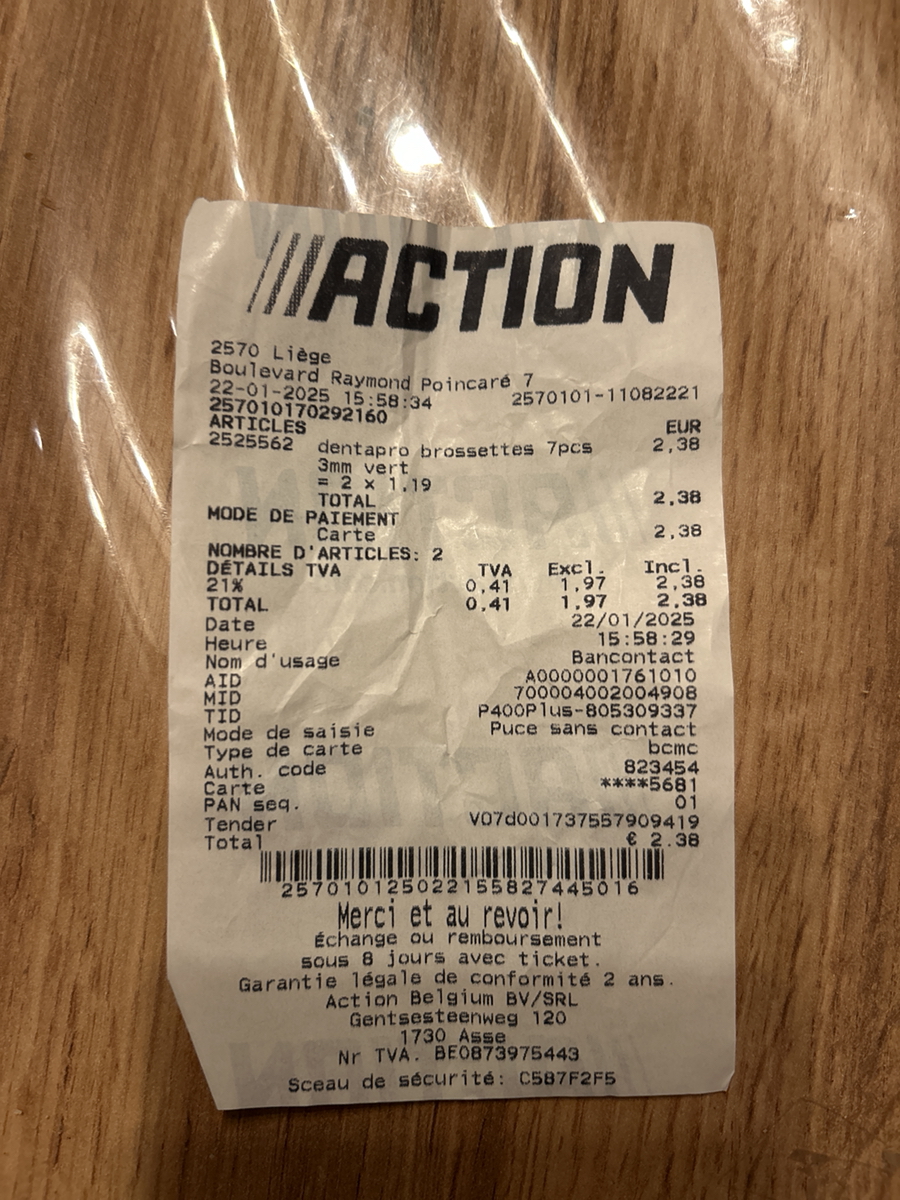 ACTION
2570 Liège
Boulevard Raymond Poincaré 7
22-01-2025 15:58:34 2570101-11082221
257010170292160
ARTICLES EUR
2525562 dentapro brossettes 7pcs 2,38
3mm vert
= 2 x 1,19
TOTAL 2,38
MODE DE PAIEMENT
Carte 2,38
NOMBRE D'ARTICLES: 2
DÉTAILS TVA TVA Excl. Incl.
21% 0,41 1,97 2,38
TOTAL 0,41 1,97 2,38
Date 22/01/2025
Heure 15:58:29
Nom d'usage Bancontact
AID A0000001761010
MID 700004002004908
TID P400Plus-805309337
Mode de saisie Puce sans contact
Type de carte bcmc
Auth. code 823454
Carte ****5681
PAN seq. 01
Tender V07d001737557909419
Total € 2.38
257010125022155827445016
Merci et au revoir!
Échange ou remboursement
sous 8 jours avec ticket.
Garantie légale de conformité 2 ans.
Action Belgium BV/SRL
Gentsesteenweg 120
1730 Asse
Nr TVA. BE0873975443
Sceau de sécurité: C587F2F5